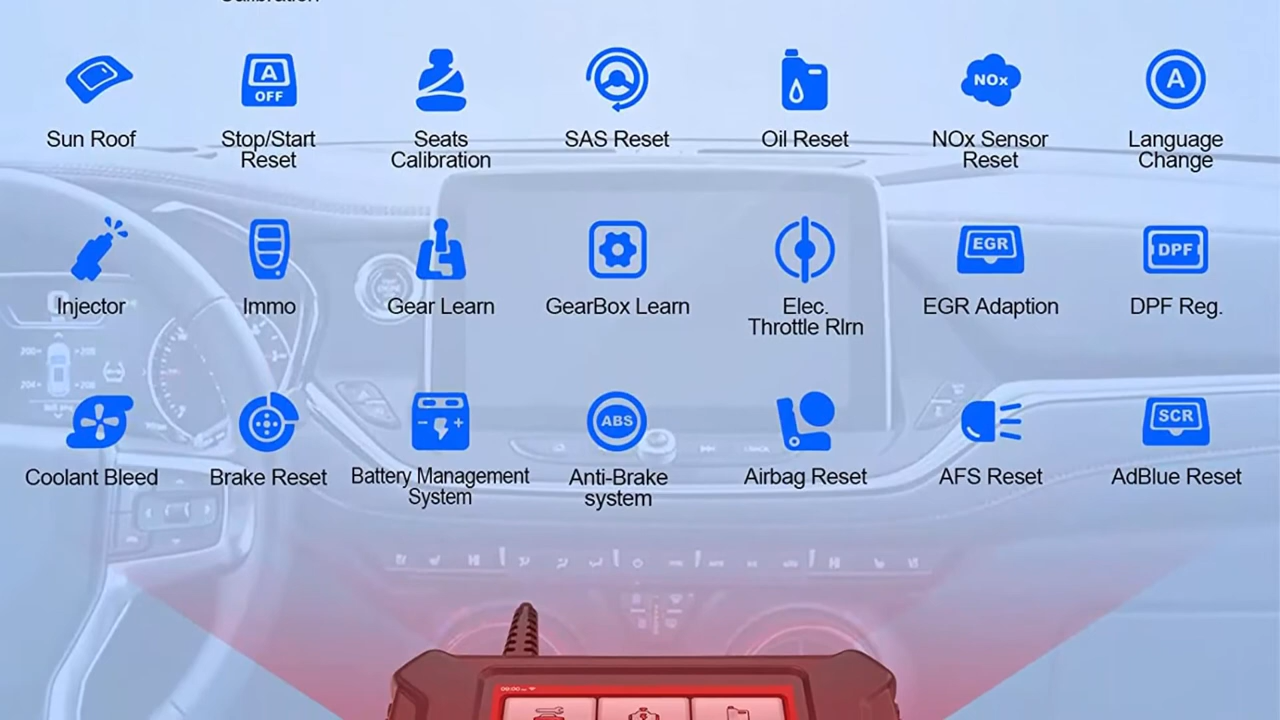 Sun Roof
A
OFF
Stop/Start
Reset
Seats
Calibration
SAS Reset
Oil Reset
NOx
NOx Sensor
Reset
A
Language
Change
Injector
Immo
Gear Learn
GearBox Learn
Elec.
Throttle Rlrn
EGR
EGR Adaption
DPF
DPF Reg.
Coolant Bleed
Brake Reset
Battery Management
System
ABS
Anti-Brake
system
Airbag Reset
AFS Reset
SCR
AdBlue Reset